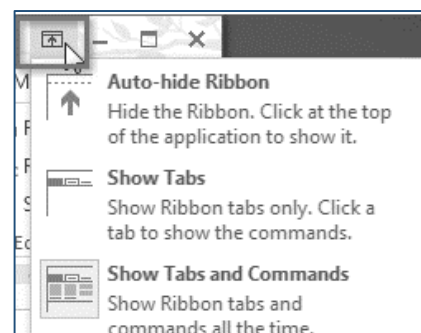 Auto-hide Ribbon
Hide the Ribbon. Click at the top
of the application to show it.
Show Tabs
Show Ribbon tabs only. Click a
tab to show the commands.
Show Tabs and Commands
Show Ribbon tabs and
commands all the time.